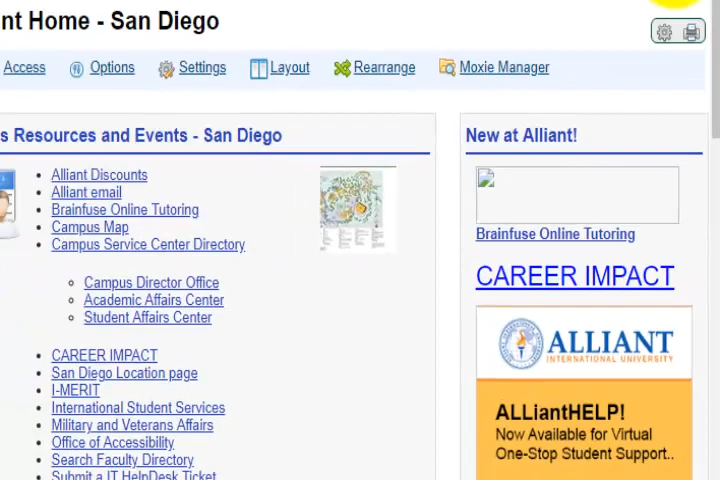 nt Home - San Diego
Access Options Settings Layout Rearrange Moxie Manager
s Resources and Events - San Diego
Alliant Discounts
Alliant email
Brainfuse Online Tutoring
Campus Map
Campus Service Center Directory
Campus Director Office
Academic Affairs Center
Student Affairs Center
CAREER IMPACT
San Diego Location page
I-MERIT
International Student Services
Military and Veterans Affairs
Office of Accessibility
Search Faculty Directory
Submit a IT HelpDesk Ticket
New at Alliant!
Brainfuse Online Tutoring
CAREER IMPACT
ALLIANT
INTERNATIONAL UNIVERSITY
ALLiantHELP!
Now Available for Virtual
One-Stop Student Support..